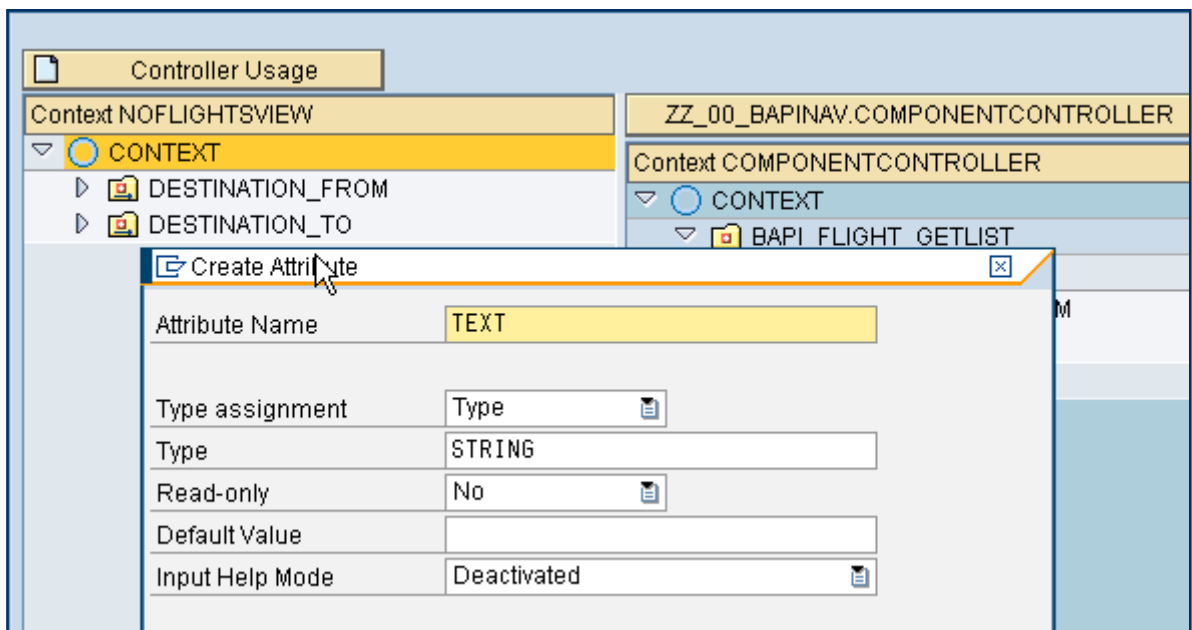 Controller Usage
Context NOFLIGHTSVIEW
ZZ_00_BAPINAV.COMPONENTCONTROLLER
CONTEXT
Context COMPONENTCONTROLLER
DESTINATION_FROM
CONTEXT
DESTINATION_TO
BAPI_FLIGHT_GETLIST
Create Attribute
M
Attribute Name TEXT
Type assignment Type
Type STRING
Read-only No
Default Value
Input Help Mode Deactivated